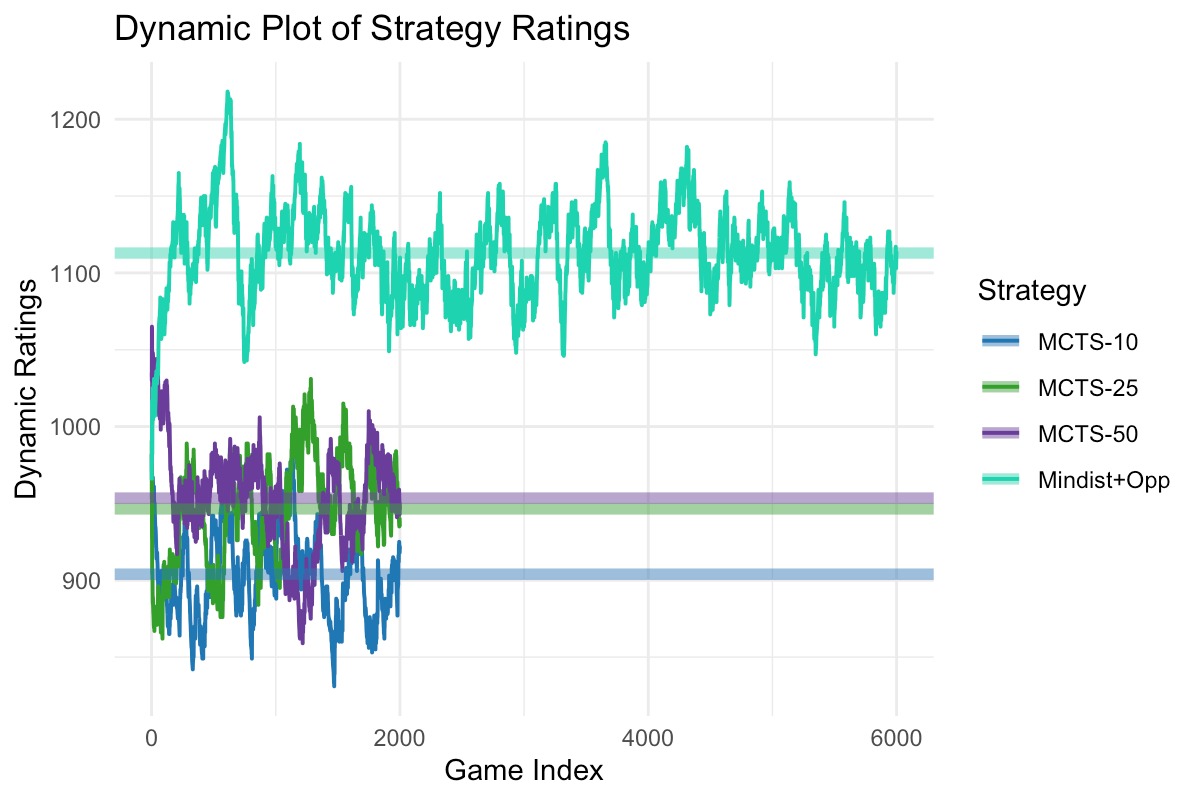 Dynamic Plot of Strategy Ratings
Dynamic Ratings
1200
1100
1000
900
0
2000
4000
6000
Game Index
Strategy
MCTS-10
MCTS-25
MCTS-50
Mindist+Opp